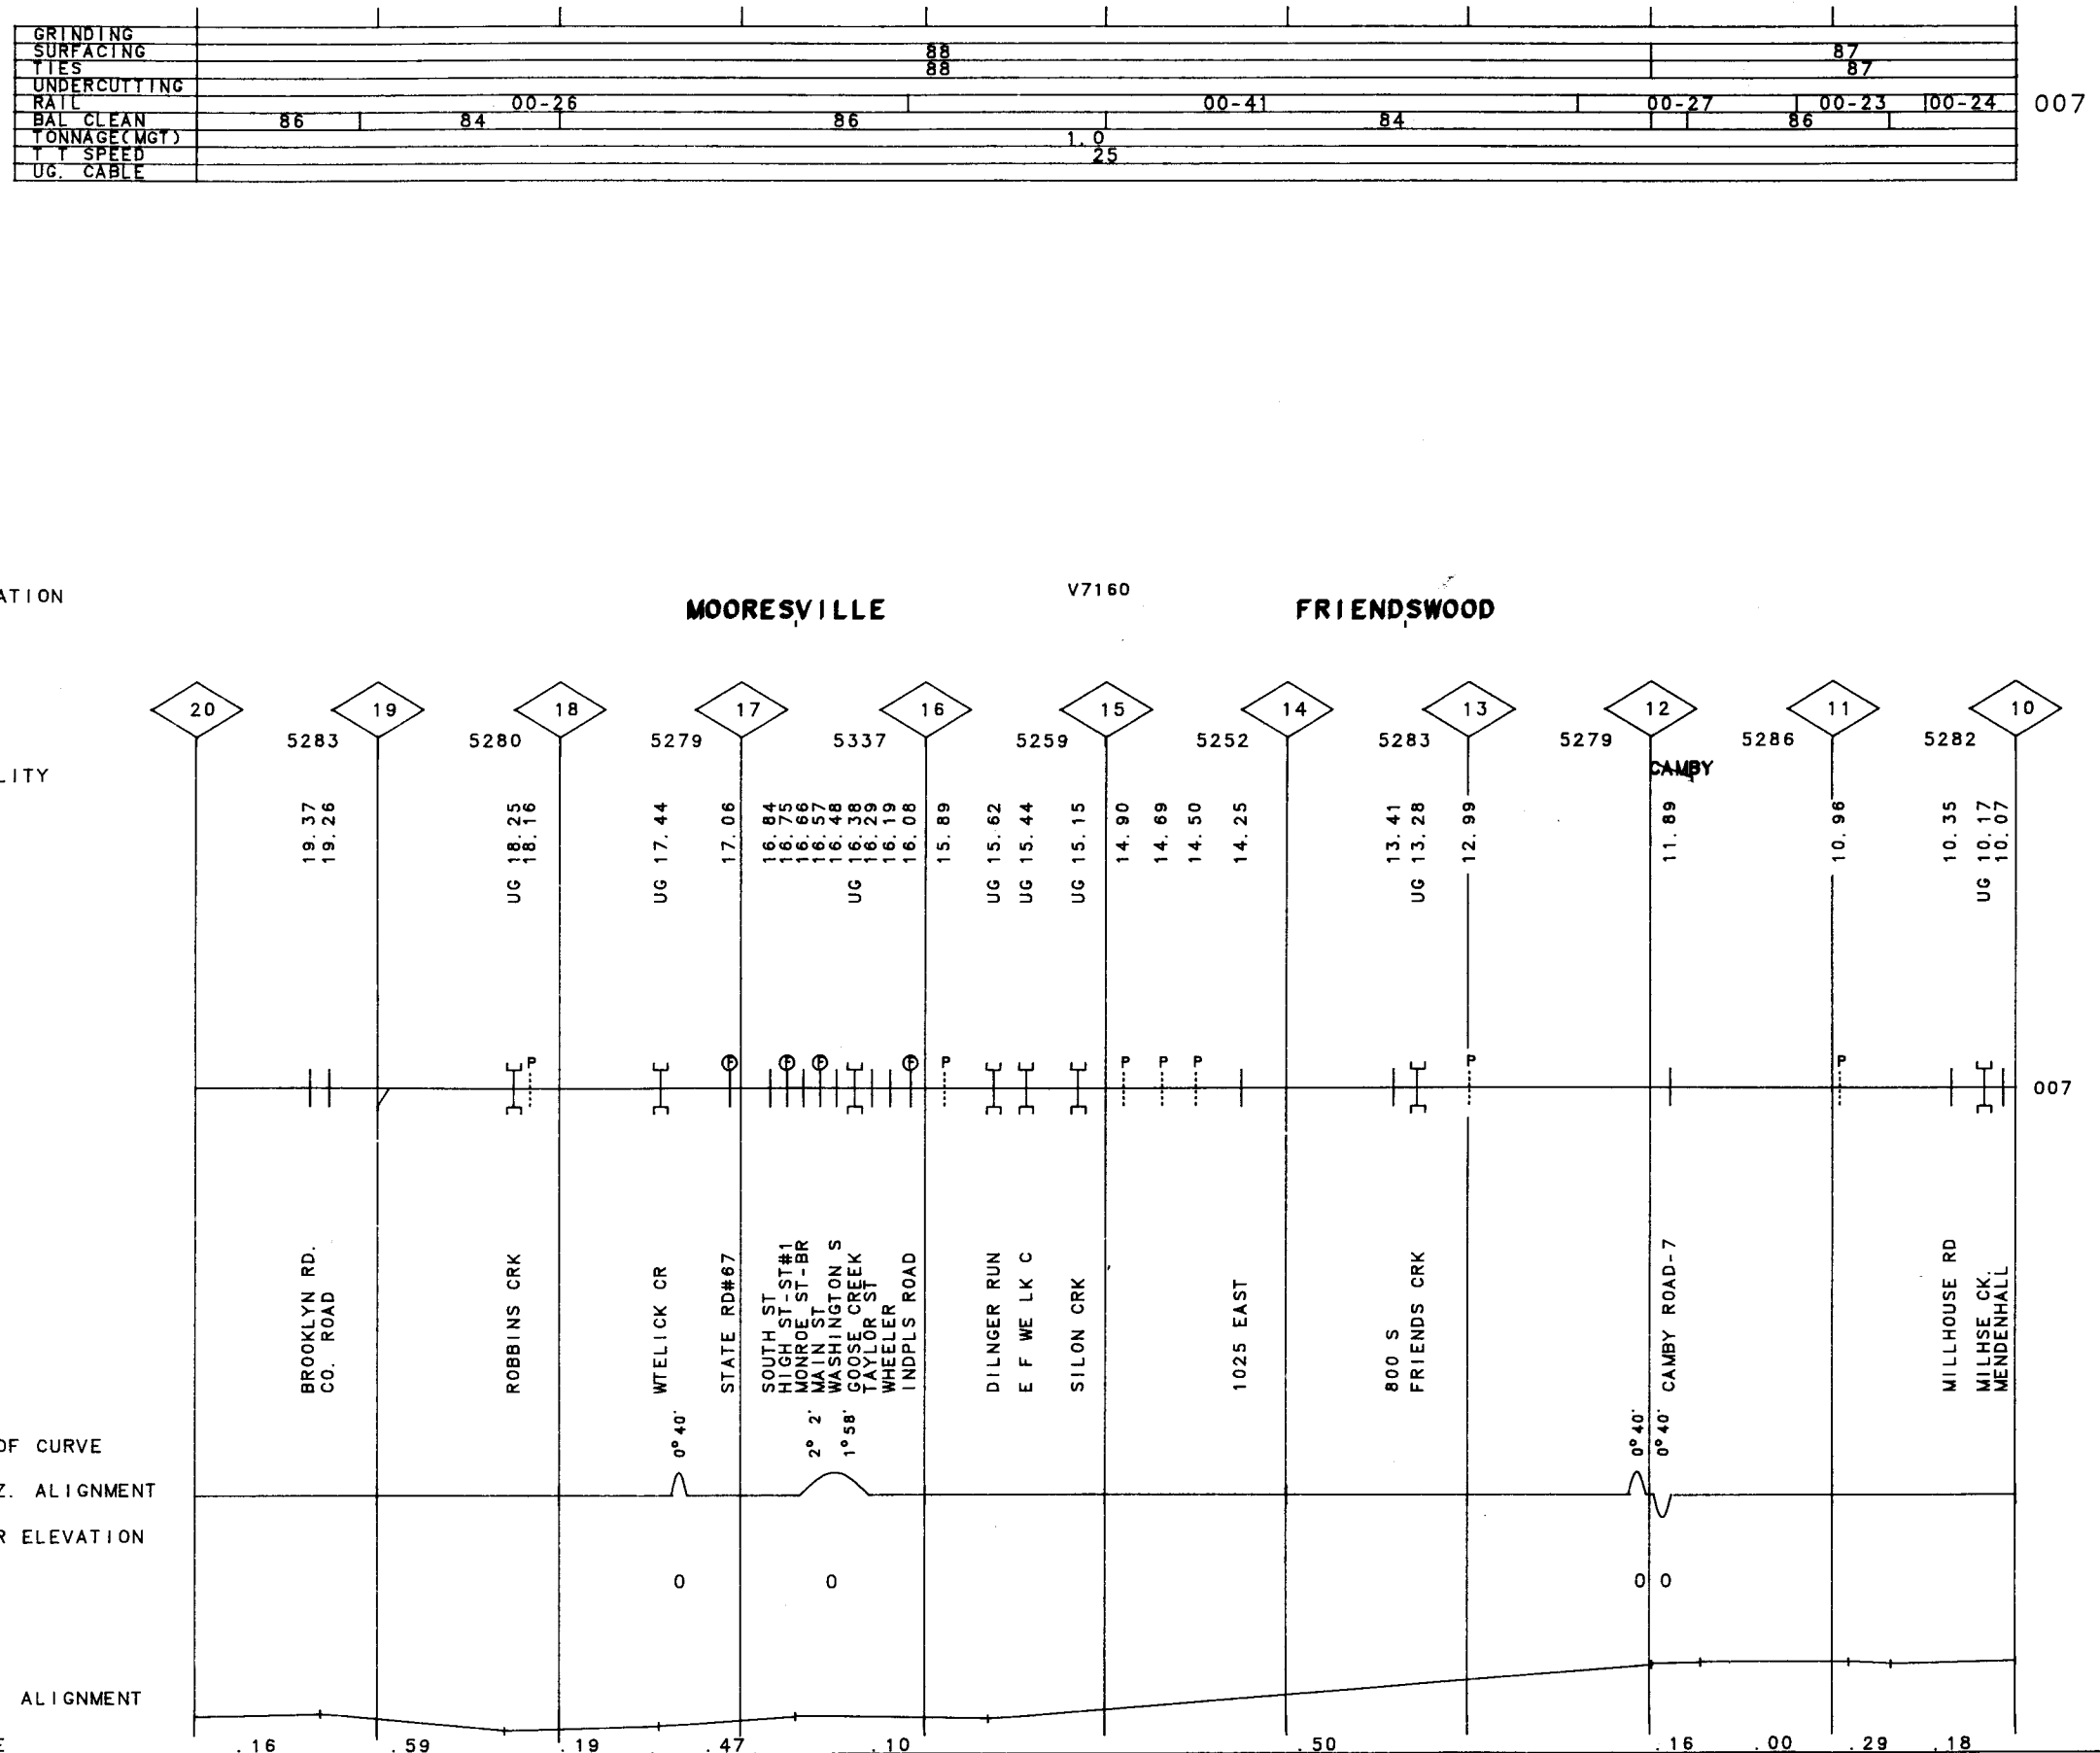 GRINDING
SURFACING 88 87
TIES 88 87
UNDERCUTTING
RAIL 00-26 00-41 00-27 00-23 00-24 007
BAL CLEAN 86 84 86 84 86
TONNAGE(MGT) 1.0
T T SPEED 25
UG. CABLE
ATION MOORESVILLE V7160 FRIENDSWOOD
20 19 18 17 16 15 14 13 12 11 10
5283 5280 5279 5337 5259 5252 5283 5279 5286 5282
LITY CAMBY
19.37
19.26
UG 18.25
18.16
UG 17.44
17.06
16.84
16.75
16.66
16.57
16.48
UG 16.38
16.29
16.19
16.08
15.89
UG 15.62
UG 15.44
UG 15.15
14.90
14.69
14.50
14.25
13.41
UG 13.28
12.99
11.89
10.96
10.35
UG 10.17
10.07
P F F F F P P P P P P
007
BROOKLYN RD.
CO. ROAD
ROBBINS CRK
WTELICK CR
STATE RD#67
SOUTH ST
HIGH ST-ST#1
MONROE ST-BR
MAIN ST
WASHINGTON S
GOOSE CREEK
TAYLOR ST
WHEELER
INDPLS ROAD
DILNGER RUN
E F WE LK C
SILON CRK
1025 EAST
800 S
FRIENDS CRK
CAMBY ROAD-7
MILLHOUSE RD
MILHSE CK.
MENDENHALL
OF CURVE 0°40' 2° 2' 1°58' 0°40' 0°40'
Z. ALIGNMENT
R ELEVATION
0 0 0 0
ALIGNMENT
E .16 .59 .19 .47 .10 .50 .16 .00 .29 .18